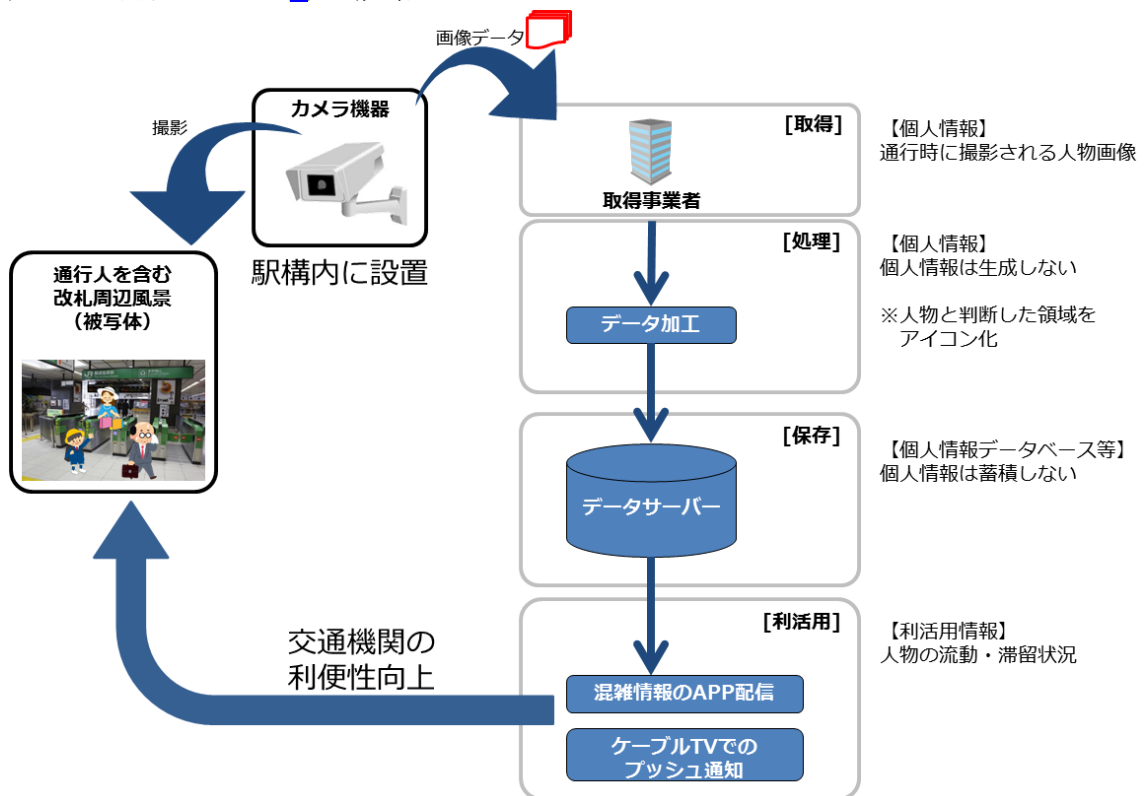 画像データ
撮影
カメラ機器
駅構内に設置
通行人を含む
改札周辺風景
（被写体）
[取得]
取得事業者
【個人情報】
通行時に撮影される人物画像
[処理]
データ加工
【個人情報】
個人情報は生成しない
※人物と判断した領域を
アイコン化
[保存]
データサーバー
【個人情報データベース等】
個人情報は蓄積しない
[利活用]
混雑情報のAPP配信
ケーブルTVでの
プッシュ通知
【利活用情報】
人物の流動・滞留状況
交通機関の
利便性向上